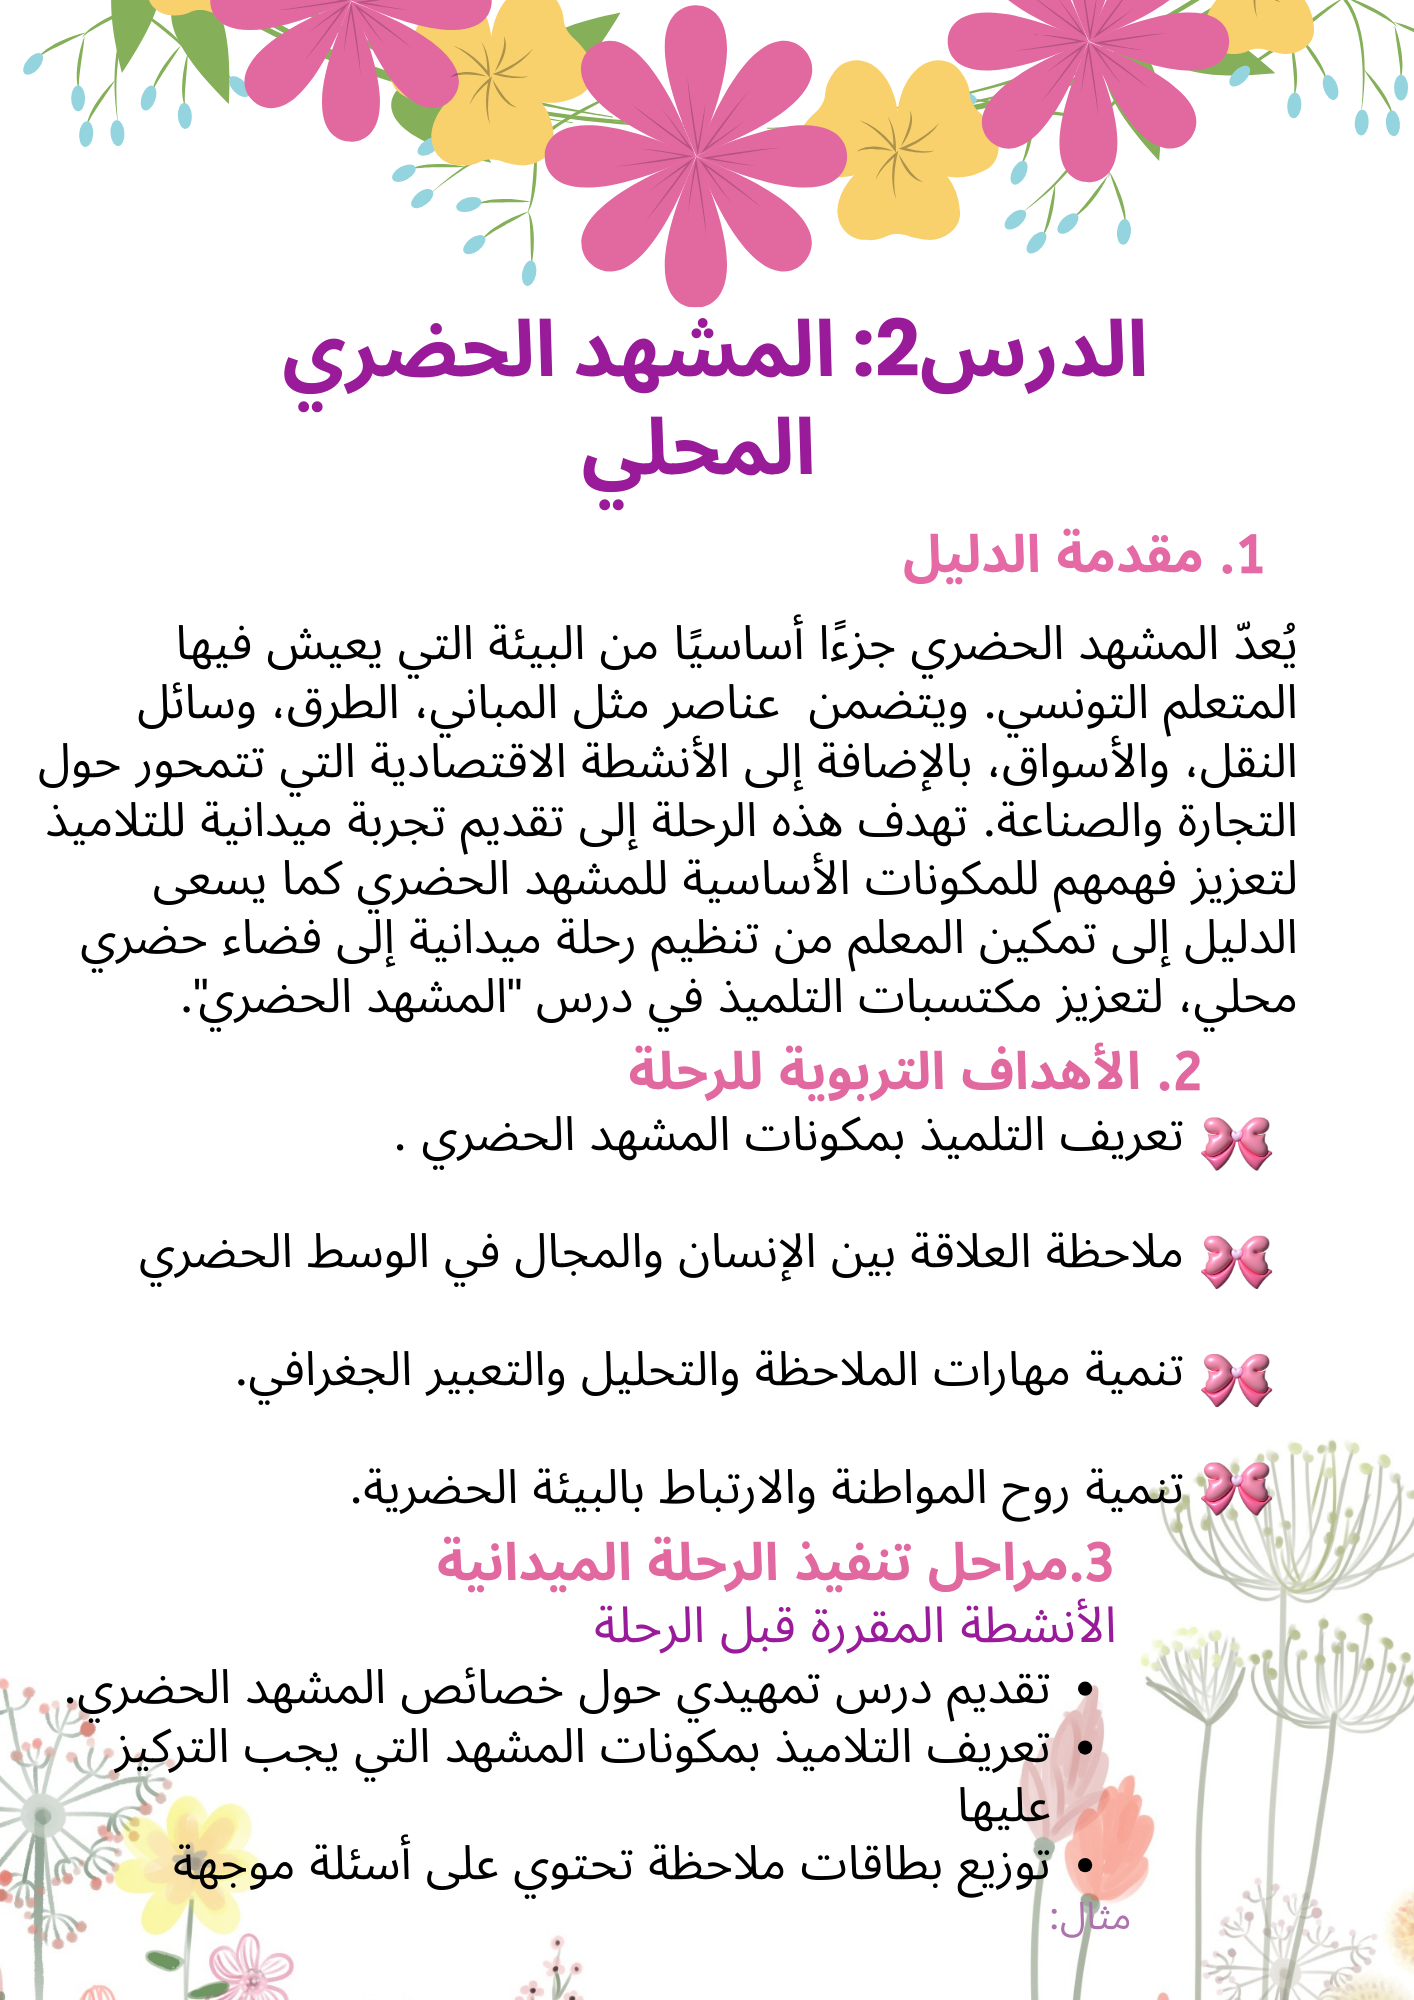 الدرس2: المشهد الحضري
المحلي
1. مقدمة الدليل
يُعدّ المشهد الحضري جزءًا أساسيًا من البيئة التي يعيش فيها
المتعلم التونسي. ويتضمن عناصر مثل المباني، الطرق، وسائل
النقل، والأسواق، بالإضافة إلى الأنشطة الاقتصادية التي تتمحور حول
التجارة والصناعة. تهدف هذه الرحلة إلى تقديم تجربة ميدانية للتلاميذ
لتعزيز فهمهم للمكونات الأساسية للمشهد الحضري كما يسعى
الدليل إلى تمكين المعلم من تنظيم رحلة ميدانية إلى فضاء حضري
محلي، لتعزيز مكتسبات التلميذ في درس "المشهد الحضري".
2. الأهداف التربوية للرحلة
تعريف التلميذ بمكونات المشهد الحضري .
ملاحظة العلاقة بين الإنسان والمجال في الوسط الحضري
تنمية مهارات الملاحظة والتحليل والتعبير الجغرافي.
تنمية روح المواطنة والارتباط بالبيئة الحضرية.
3.مراحل تنفيذ الرحلة الميدانية
الأنشطة المقررة قبل الرحلة
• تقديم درس تمهيدي حول خصائص المشهد الحضري.
• تعريف التلاميذ بمكونات المشهد التي يجب التركيز
عليها
• توزيع بطاقات ملاحظة تحتوي على أسئلة موجهة
مثال: